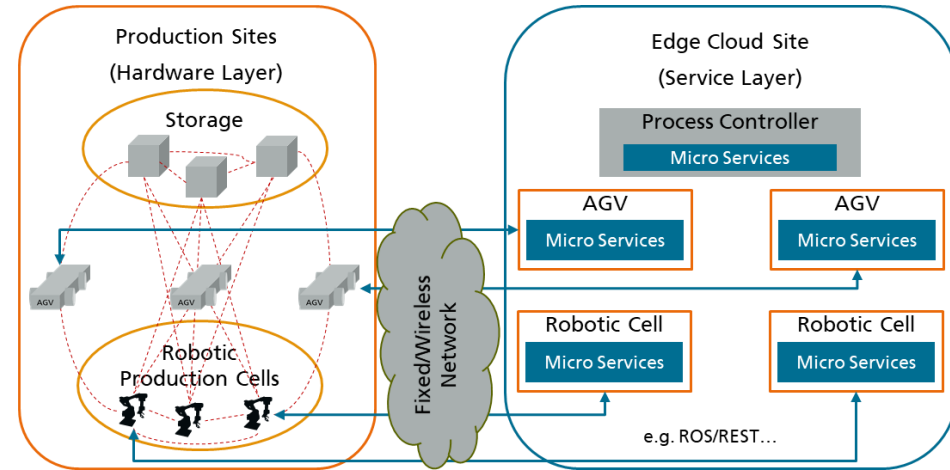 Production Sites
(Hardware Layer)
Storage
AGV
AGV
AGV
Robotic
Production Cells
Fixed/Wireless
Network
Edge Cloud Site
(Service Layer)
Process Controller
Micro Services
AGV
Micro Services
AGV
Micro Services
Robotic Cell
Micro Services
Robotic Cell
Micro Services
e.g. ROS/REST...